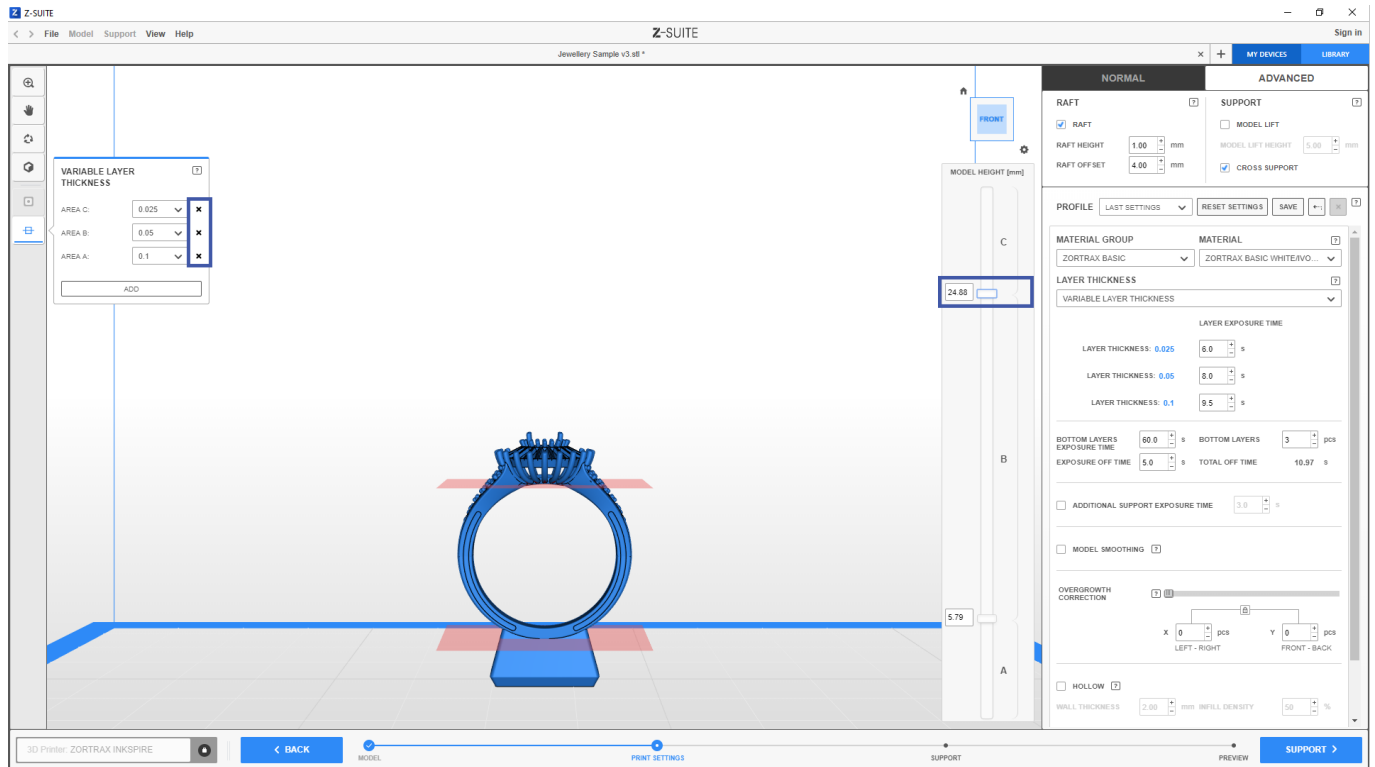 Z Z-SUITE
< > File Model Support View Help
Z-SUITE
Sign in
Jewellery Sample v3.stl *
MY DEVICES
LIBRARY
VARIABLE LAYER
THICKNESS
?
AREA C: 0.025
AREA B: 0.05
AREA A: 0.1
ADD
FRONT
MODEL HEIGHT [mm]
C
24.88
B
5.79
A
NORMAL
ADVANCED
RAFT ?
RAFT
RAFT HEIGHT 1.00 mm
RAFT OFFSET 4.00 mm
SUPPORT ?
MODEL LIFT
MODEL LIFT HEIGHT 5.00 mm
CROSS SUPPORT
PROFILE LAST SETTINGS RESET SETTINGS SAVE ?
MATERIAL GROUP MATERIAL ?
ZORTRAX BASIC ZORTRAX BASIC WHITE/IVO...
LAYER THICKNESS ?
VARIABLE LAYER THICKNESS
LAYER EXPOSURE TIME
LAYER THICKNESS: 0.025 6.0 s
LAYER THICKNESS: 0.05 8.0 s
LAYER THICKNESS: 0.1 9.5 s
BOTTOM LAYERS
EXPOSURE TIME 60.0 s BOTTOM LAYERS 3 pcs
EXPOSURE OFF TIME 5.0 s TOTAL OFF TIME 10.97 s
ADDITIONAL SUPPORT EXPOSURE TIME 3.0 s
MODEL SMOOTHING ?
OVERGROWTH
CORRECTION ?
X 0 pcs Y 0 pcs
LEFT - RIGHT FRONT - BACK
HOLLOW ?
WALL THICKNESS 2.00 mm INFILL DENSITY 50 %
3D Printer: ZORTRAX INKSPIRE
< BACK
MODEL
PRINT SETTINGS
SUPPORT
PREVIEW
SUPPORT >